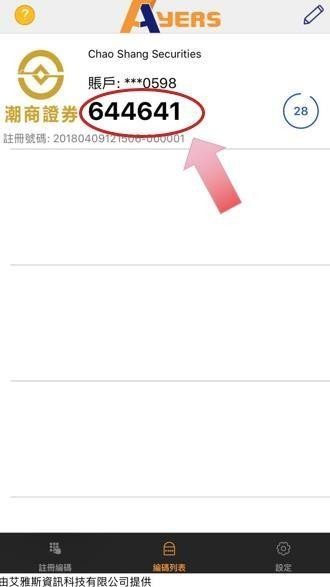 ?
AYERS
Chao Shang Securities
賬戶: ***0598
潮商證券
644641
28
註冊號碼: 20180409121506-000001
註冊編碼
編碼列表
設定
由艾雅斯資訊科技有限公司提供